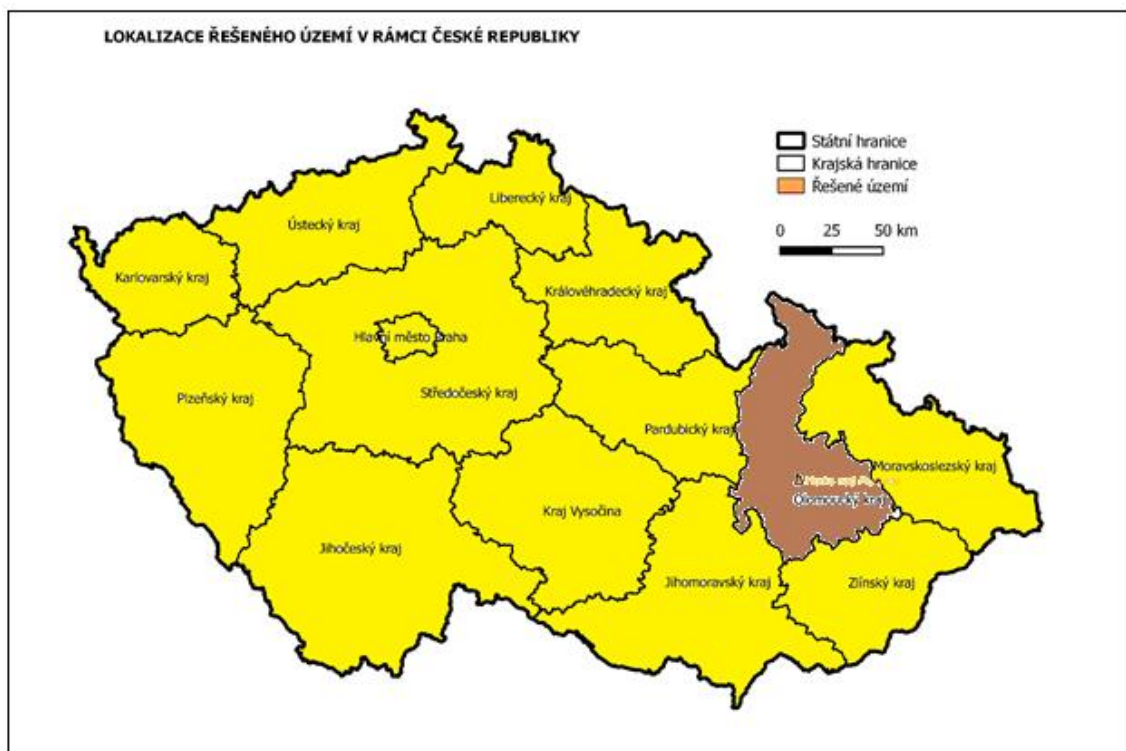 LOKALIZACE ŘEŠENÉHO ÚZEMÍ V RÁMCI ČESKÉ REPUBLIKY
Státní hranice
Krajská hranice
Řešené území
0 25 50 km
Liberecký kraj
Ústecký kraj
Karlovarský kraj
Královéhradecký kraj
Hlavní město Praha
Středočeský kraj
Plzeňský kraj
Pardubický kraj
Moravskoslezský kraj
Olomoucký kraj
Kraj Vysočina
Jihočeský kraj
Jihomoravský kraj
Zlínský kraj